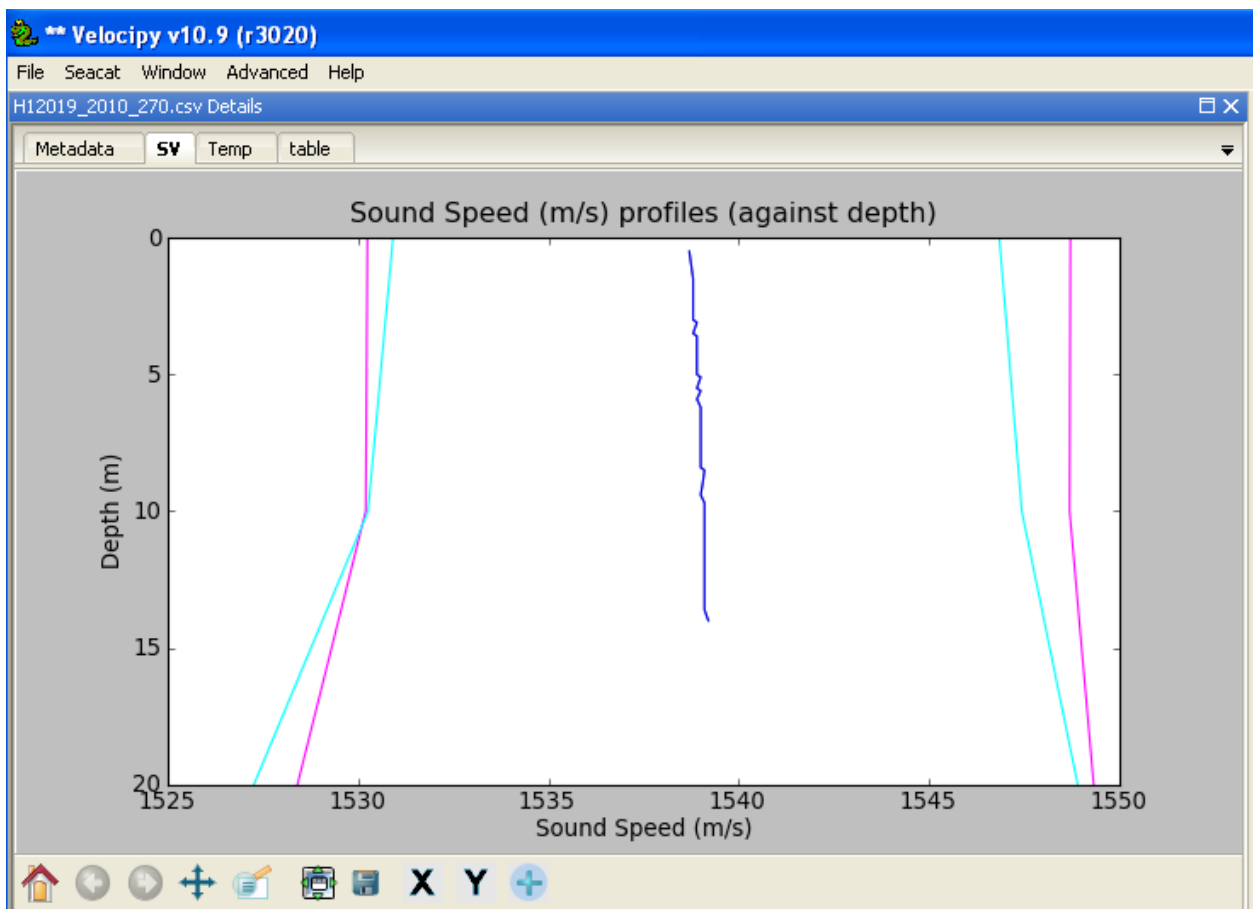 ** Velocipy v10.9 (r3020)
File Seacat Window Advanced Help
H12019_2010_270.csv Details
Metadata SV Temp table
Sound Speed (m/s) profiles (against depth)
0
5
10
15
20
Depth (m)
1525 1530 1535 1540 1545 1550
Sound Speed (m/s)
X Y